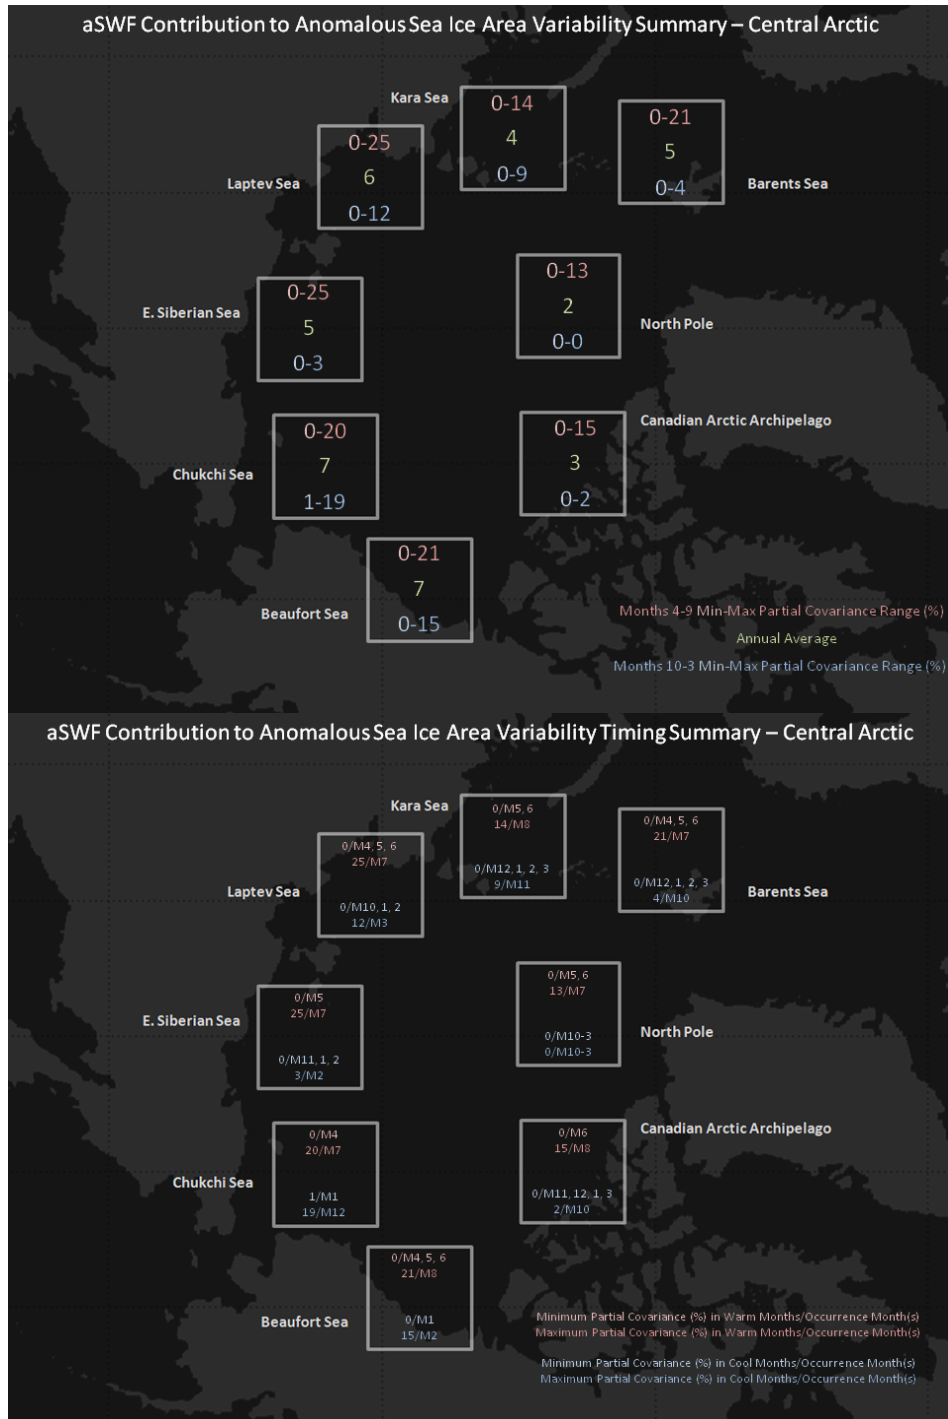 aSWF Contribution to Anomalous Sea Ice Area Variability Summary – Central Arctic
Kara Sea
0-14
4
0-9
0-21
5
0-4
Barents Sea
Laptev Sea
0-25
6
0-12
E. Siberian Sea
0-25
5
0-3
0-13
2
0-0
North Pole
Chukchi Sea
0-20
7
1-19
Canadian Arctic Archipelago
0-15
3
0-2
Beaufort Sea
0-21
7
0-15
Months 4-9 Min-Max Partial Covariance Range (%)
Annual Average
Months 10-3 Min-Max Partial Covariance Range (%)
aSWF Contribution to Anomalous Sea Ice Area Variability Timing Summary – Central Arctic
Kara Sea
0/M5, 6
14/M8
0/M12, 1, 2, 3
9/M11
0/M4, 5, 6
21/M7
0/M12, 1, 2, 3
4/M10
Barents Sea
Laptev Sea
0/M4, 5, 6
25/M7
0/M10, 1, 2
12/M3
E. Siberian Sea
0/M5
25/M7
0/M11, 1, 2
3/M2
0/M5, 6
13/M7
0/M10-3
0/M10-3
North Pole
Chukchi Sea
0/M4
20/M7
1/M1
19/M12
Canadian Arctic Archipelago
0/M6
15/M8
0/M11, 12, 1, 3
2/M10
Beaufort Sea
0/M4, 5, 6
21/M8
0/M1
15/M2
Minimum Partial Covariance (%) in Warm Months/Occurrence Month(s)
Maximum Partial Covariance (%) in Warm Months/Occurrence Month(s)
Minimum Partial Covariance (%) in Cool Months/Occurrence Month(s)
Maximum Partial Covariance (%) in Cool Months/Occurrence Month(s)